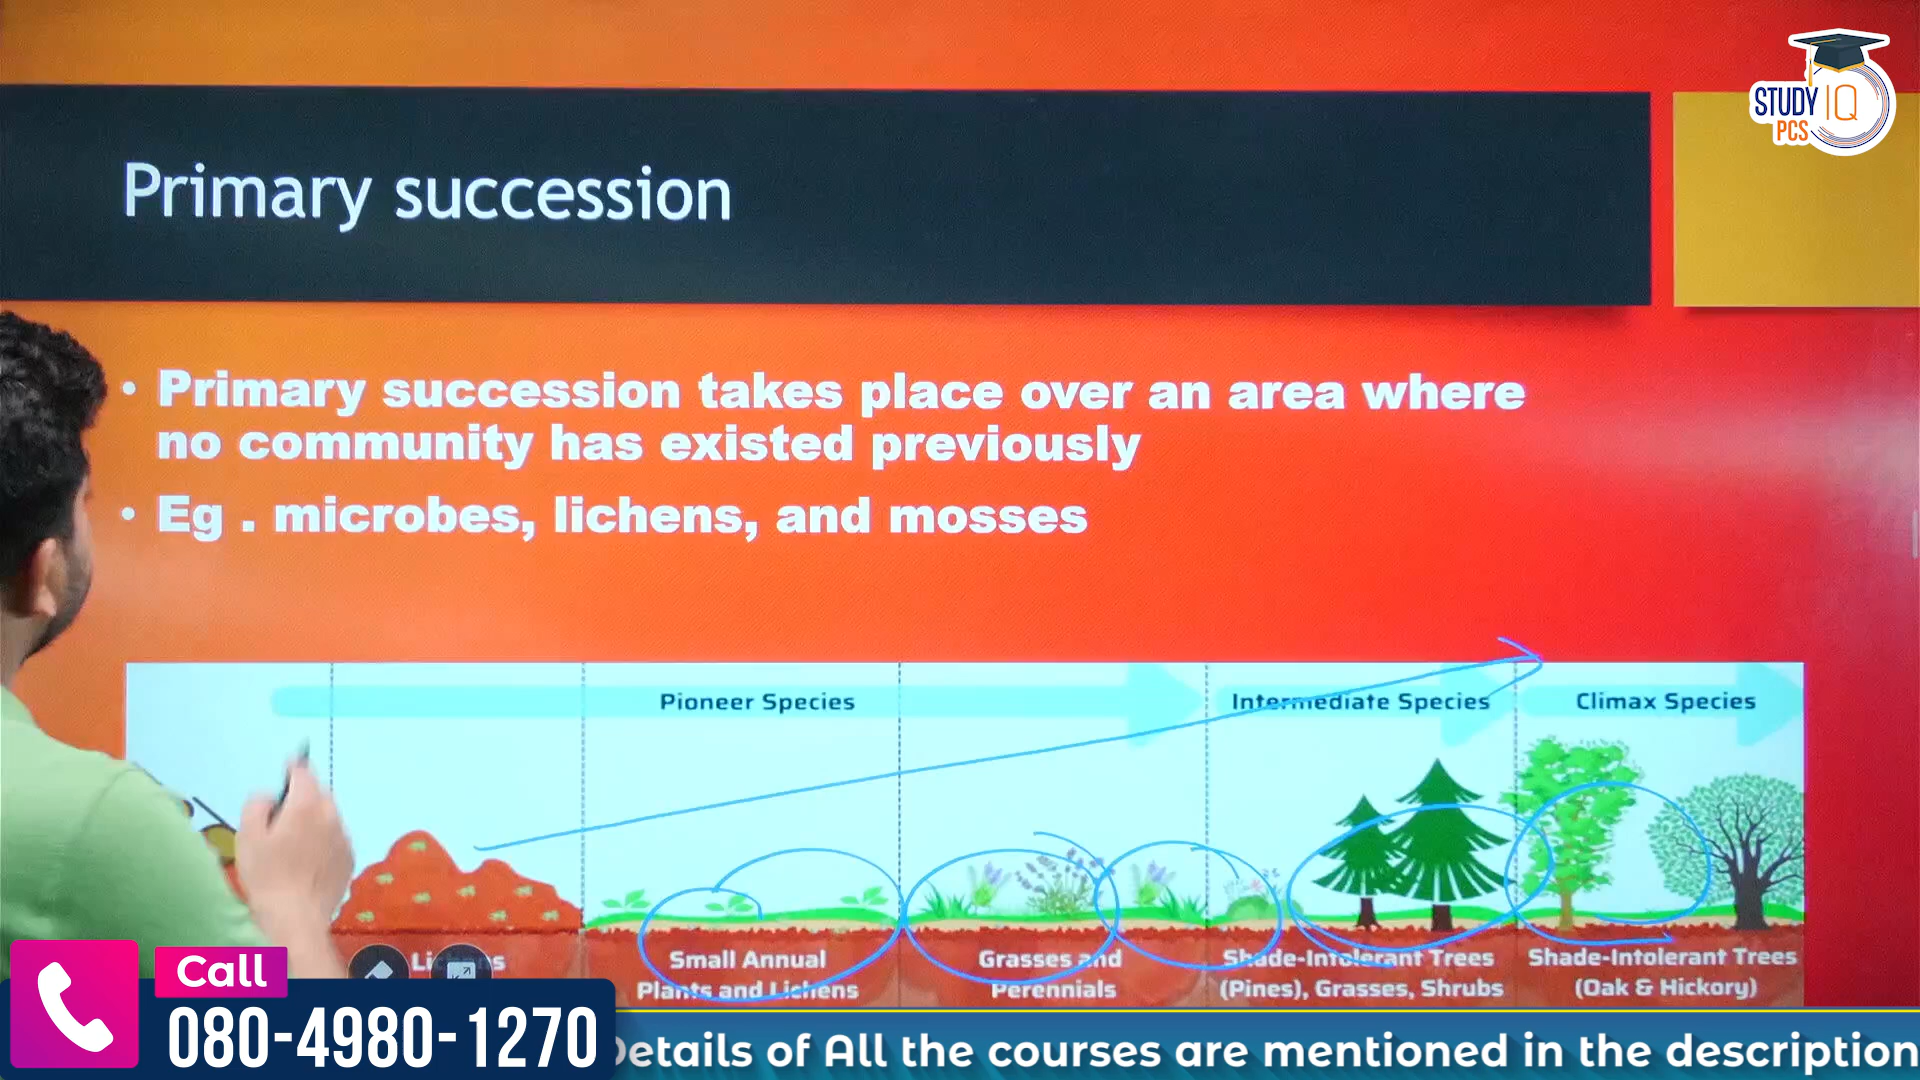 STUDY IQ
PCS
Primary succession
• Primary succession takes place over an area where
no community has existed previously
• Eg . microbes, lichens, and mosses
Pioneer Species
Intermediate Species
Climax Species
Small Annual
Plants and Lichens
Grasses and
Perennials
Shade-Intolerant Trees
(Pines), Grasses, Shrubs
Shade-Intolerant Trees
(Oak & Hickory)
Call
080-4980-1270
Details of All the courses are mentioned in the description